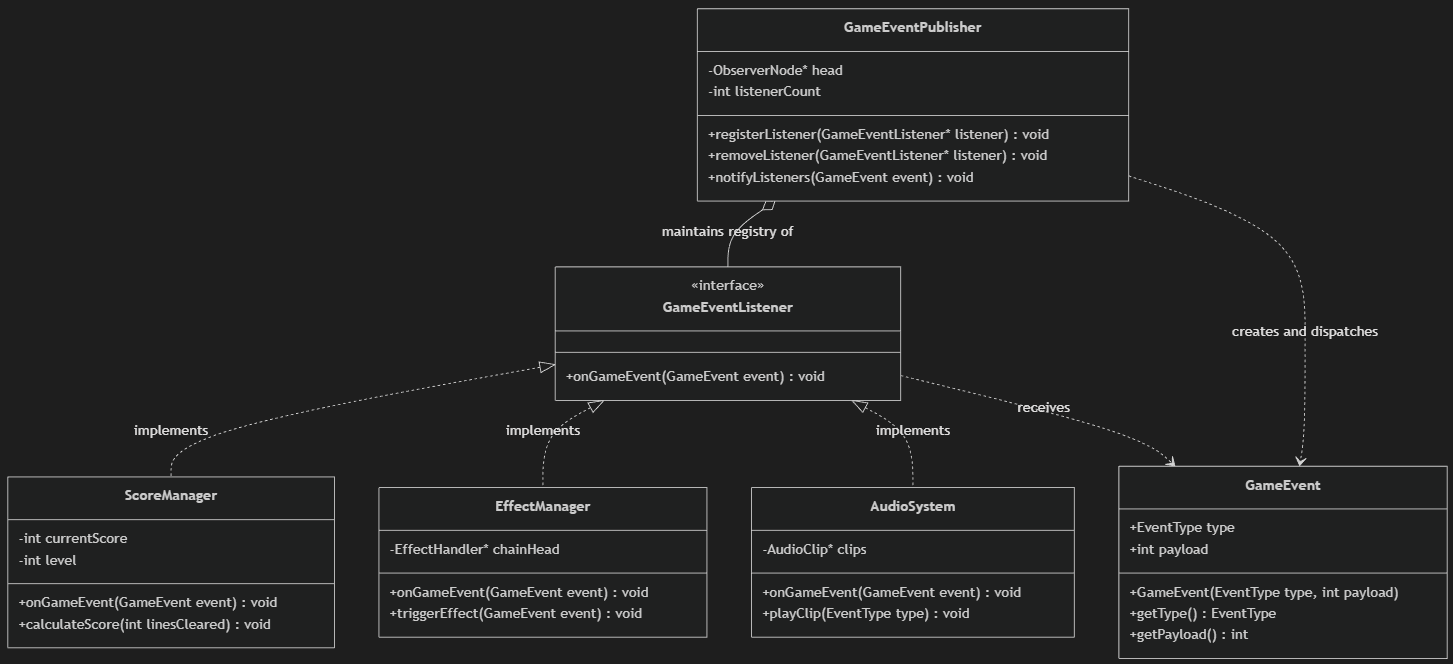 GameEventPublisher
-ObserverNode* head
-int listenerCount
+registerListener(GameEventListener* listener) : void
+removeListener(GameEventListener* listener) : void
+notifyListeners(GameEvent event) : void
maintains registry of
«interface»
GameEventListener
+onGameEvent(GameEvent event) : void
creates and dispatches
receives
implements
implements
implements
ScoreManager
-int currentScore
-int level
+onGameEvent(GameEvent event) : void
+calculateScore(int linesCleared) : void
EffectManager
-EffectHandler* chainHead
+onGameEvent(GameEvent event) : void
+triggerEffect(GameEvent event) : void
AudioSystem
-AudioClip* clips
+onGameEvent(GameEvent event) : void
+playClip(EventType type) : void
GameEvent
+EventType type
+int payload
+GameEvent(EventType type, int payload)
+getType() : EventType
+getPayload() : int